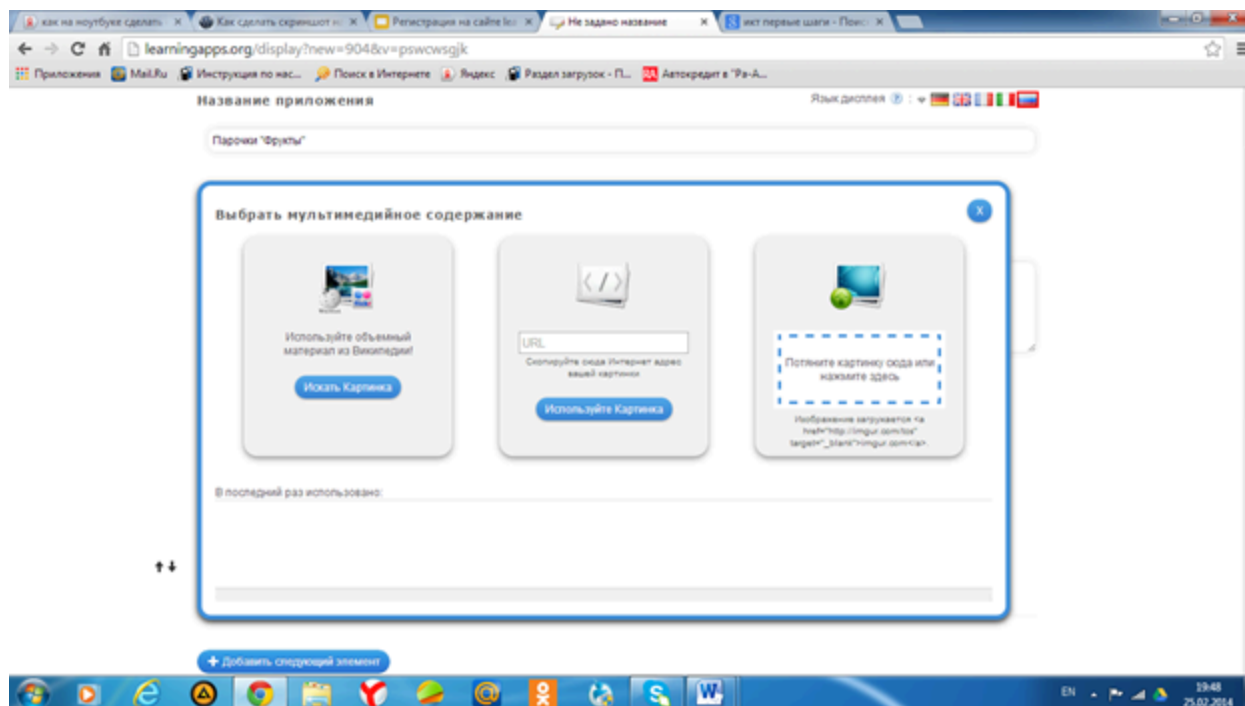 как на ноутбуке сделать
Как сделать скриншот н
Регистрация на сайте le
Не задано название
икт первые шаги - Поис
learningapps.org/display?new=904&v=pswcwsgjk
Приложения Mail.Ru Инструкция по нас... Поиск в Интернете Яндекс Раздел загрузок - П... Автокредит в "Ра-А...
Название приложения
Язык дисплея ? :
Парочки "Фрукты"
Выбрать мультимедийное содержание
X
Используйте объемный
материал из Википедии!
Искать Картинка
URL
Скопируйте сюда Интернет адрес
вашей картинки
Используйте Картинка
Потяните картинку сюда или
нажмите здесь
Изображение загружается <a
href="http://imgur.com/tos"
target="_blank">imgur.com</a>.
В последний раз использовано:
+ Добавить следующий элемент
EN
19:48
25.02.2014